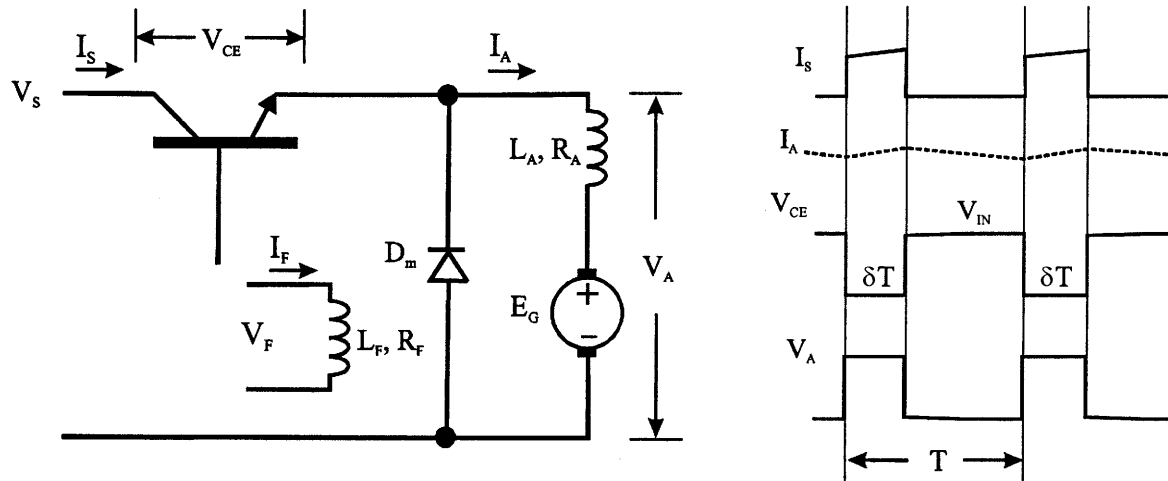 I_S
V_CE
I_A
V_S
L_A, R_A
I_F
D_m
V_A
V_F
L_F, R_F
E_G
+
−
I_S
I_A
V_CE
V_IN
δT
δT
V_A
T